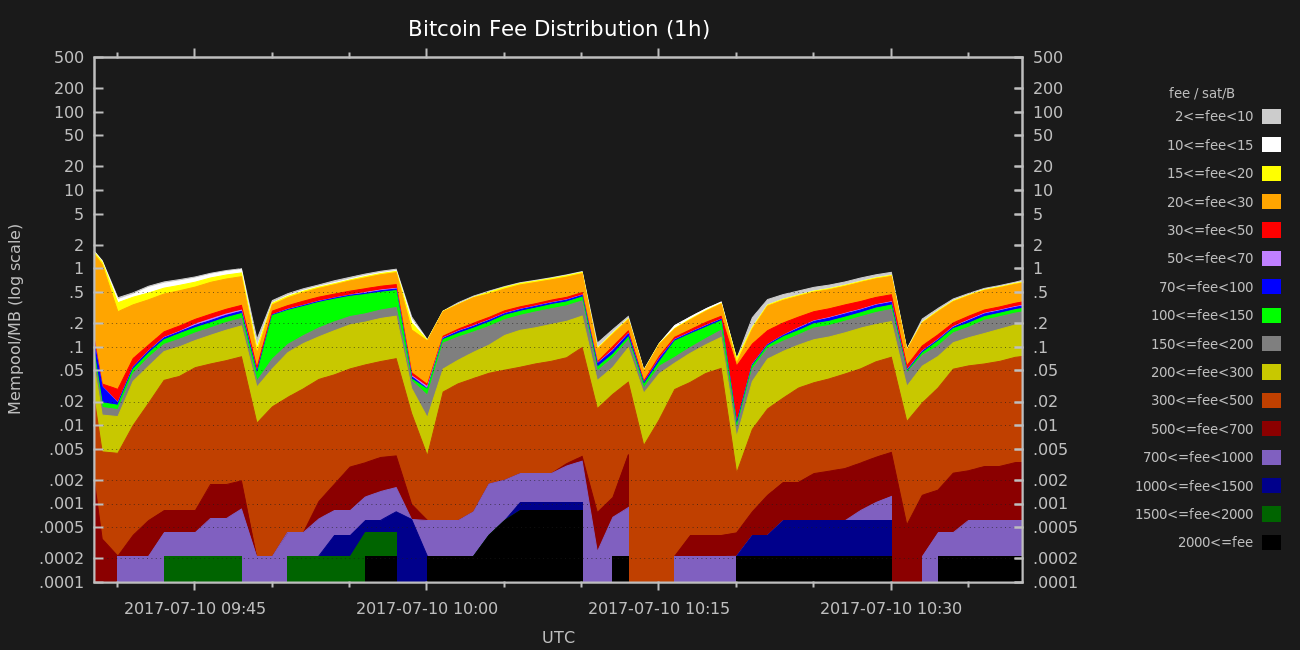 Bitcoin Fee Distribution (1h)
Mempool/MB (log scale)
500 500
200 200
100 100
50 50
20 20
10 10
5 5
2 2
1 1
.5 .5
.2 .2
.1 .1
.05 .05
.02 .02
.01 .01
.005 .005
.002 .002
.001 .001
.0005 .0005
.0002 .0002
.0001 .0001
2017-07-10 09:45 2017-07-10 10:00 2017-07-10 10:15 2017-07-10 10:30
UTC
fee / sat/B
2<=fee<10
10<=fee<15
15<=fee<20
20<=fee<30
30<=fee<50
50<=fee<70
70<=fee<100
100<=fee<150
150<=fee<200
200<=fee<300
300<=fee<500
500<=fee<700
700<=fee<1000
1000<=fee<1500
1500<=fee<2000
2000<=fee